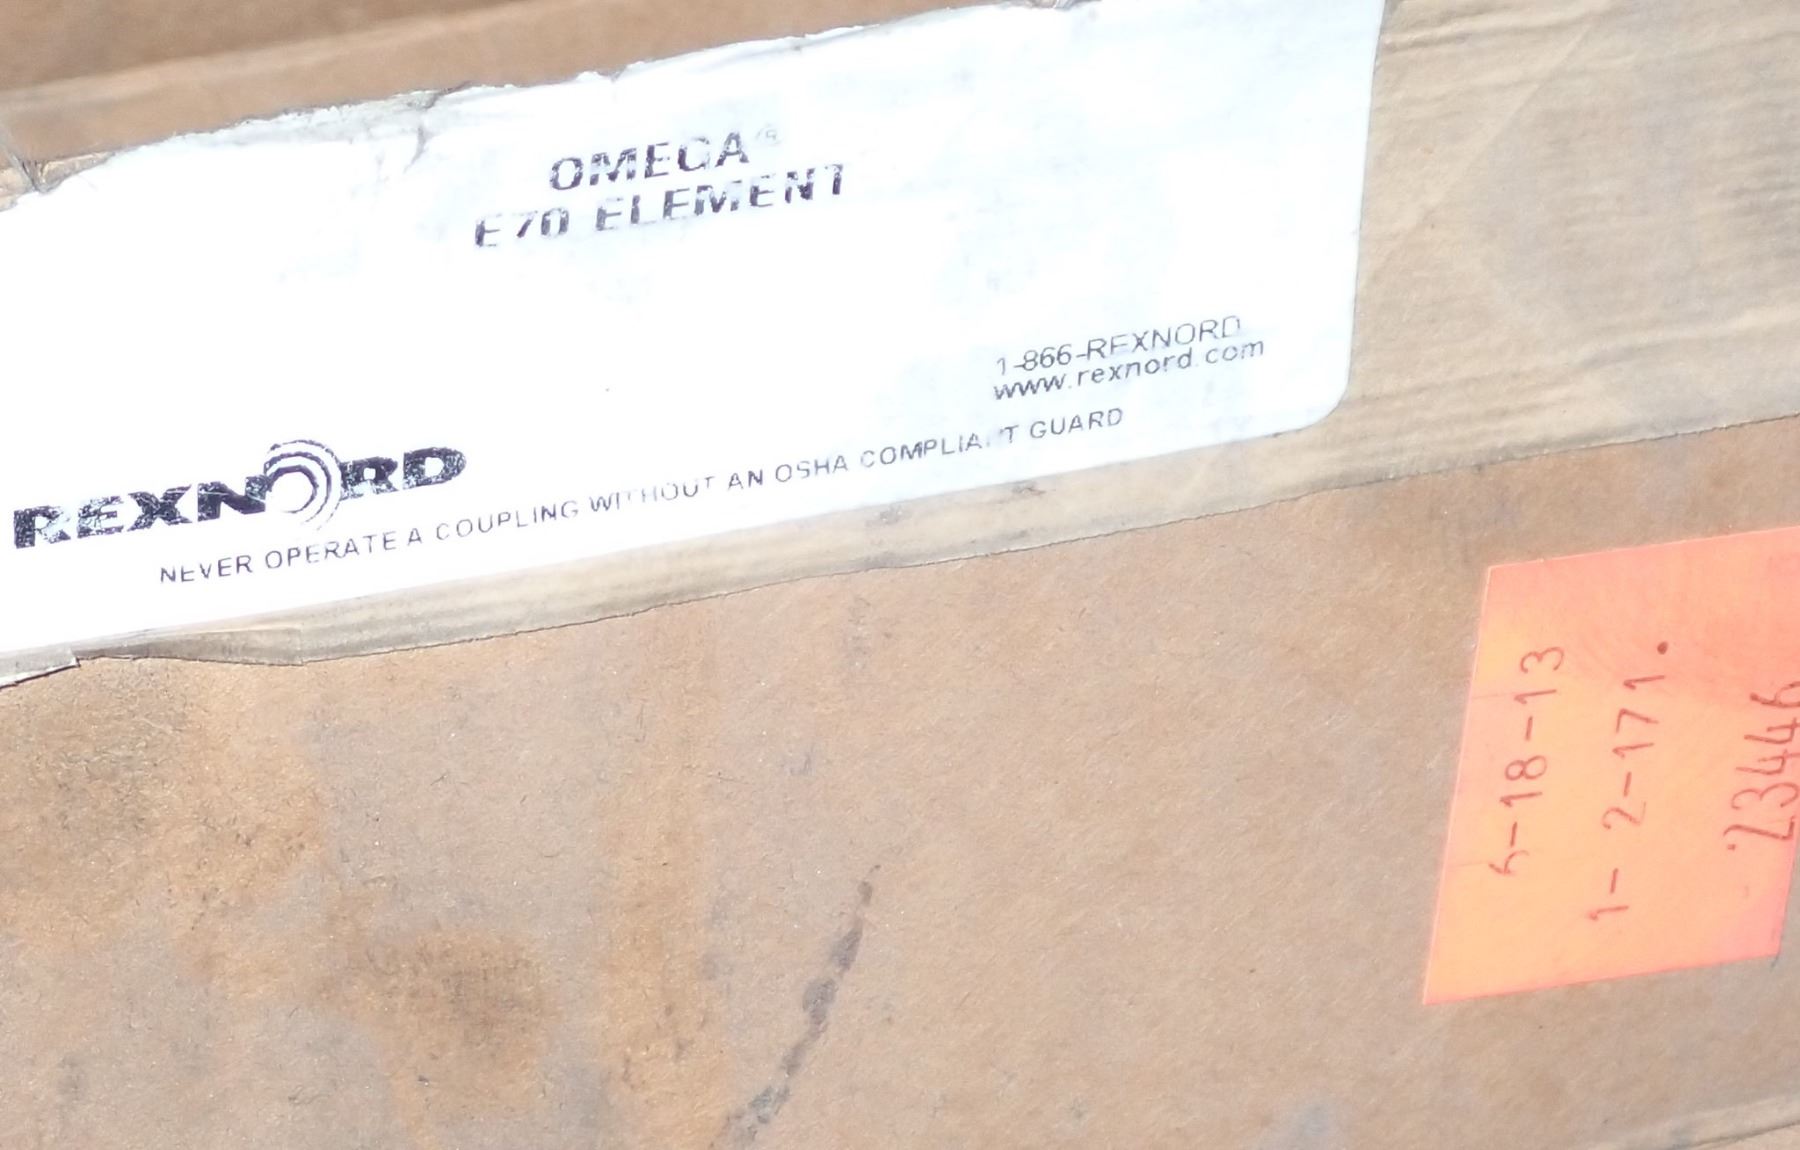 OMEGA®
E70 ELEMENT
1-866-REXNORD
www.rexnord.com
REXNORD
NEVER OPERATE A COUPLING WITHOUT AN OSHA COMPLIANT GUARD
6-18-13
1-2-171.
23446